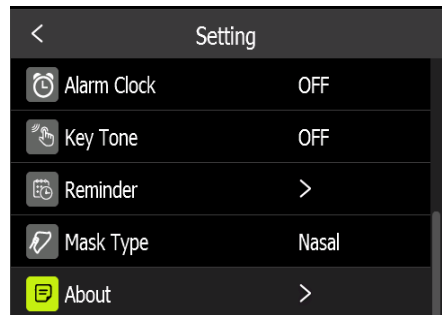 < Setting
Alarm Clock OFF
Key Tone OFF
Reminder >
Mask Type Nasal
About >